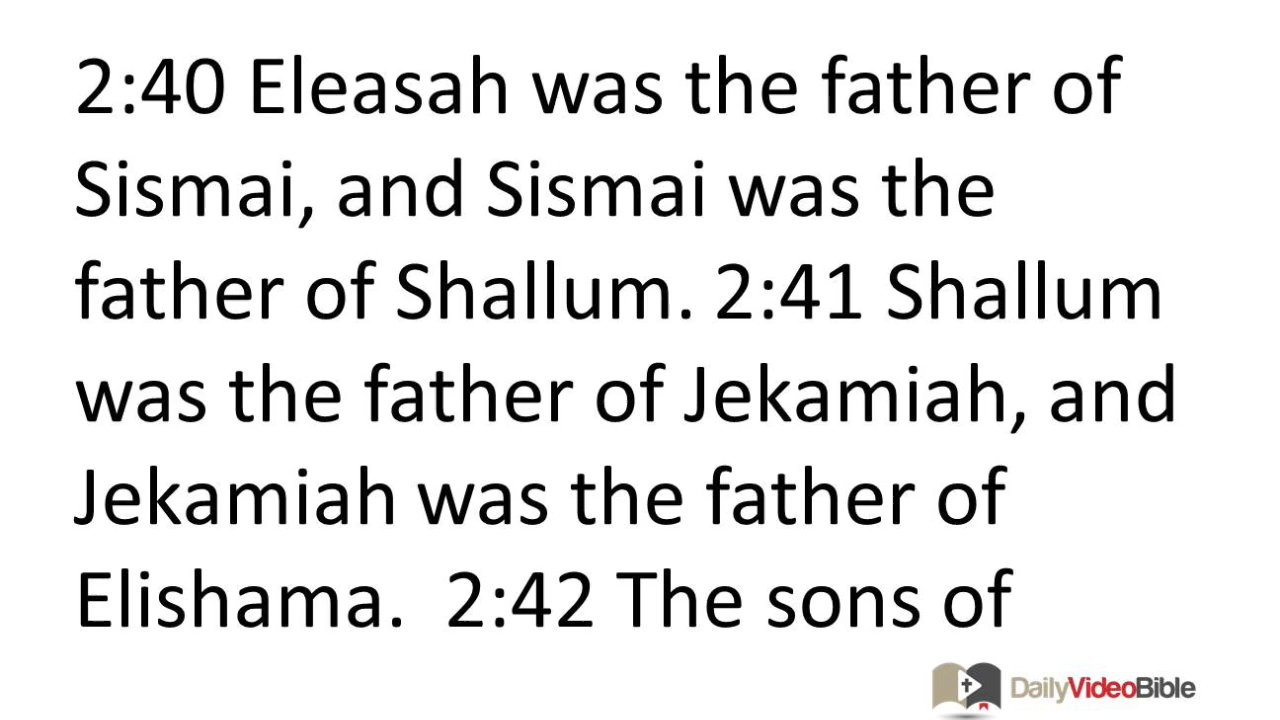 2:40 Eleasah was the father of
Sismai, and Sismai was the
father of Shallum. 2:41 Shallum
was the father of Jekamiah, and
Jekamiah was the father of
Elishama.  2:42 The sons of
DailyVideoBible